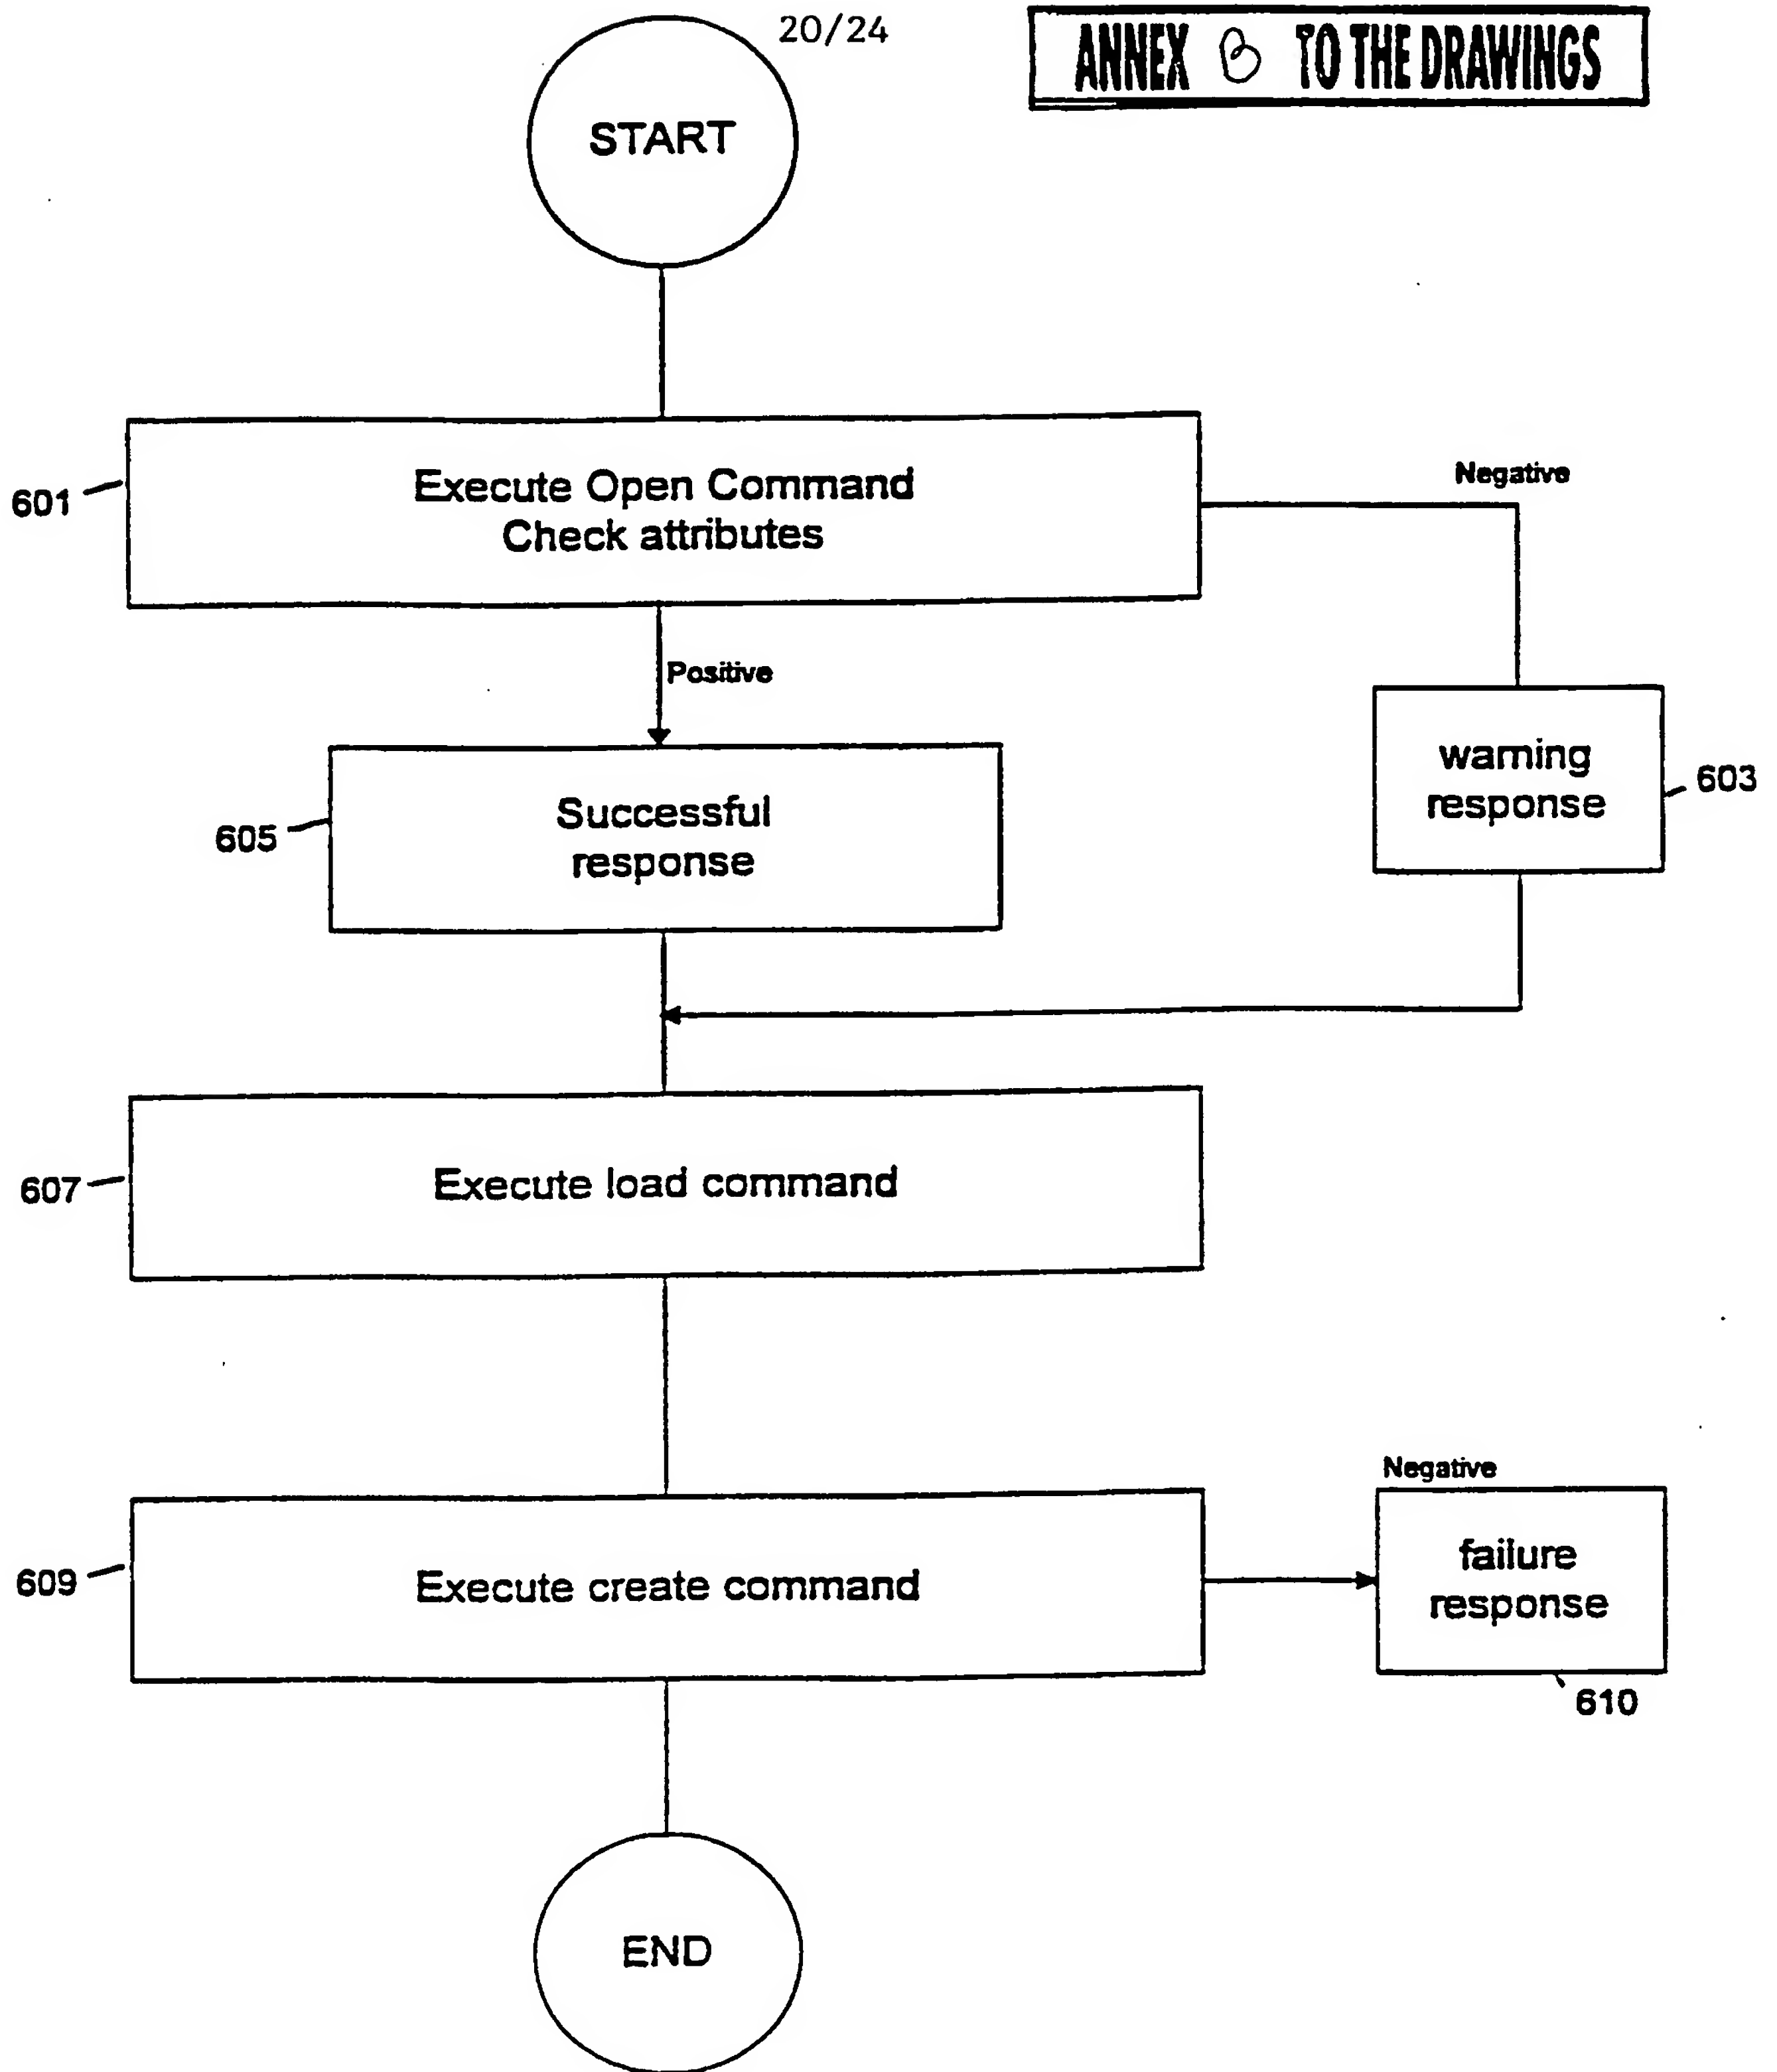 20/24
ANNEX B TO THE DRAWINGS
START
601
Execute Open Command
Check attributes
Negative
Positive
605
Successful
response
warning
response
603
607
Execute load command
609
Execute create command
Negative
failure
response
610
END